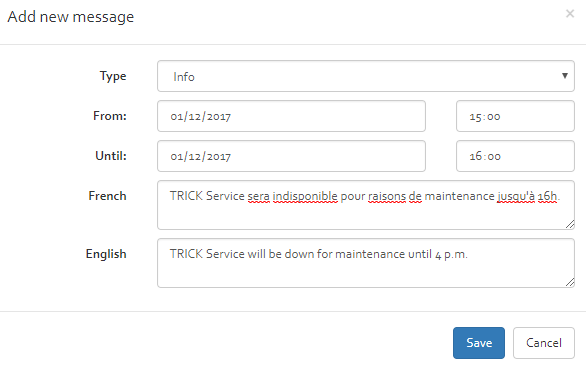 Add new message ×
Type Info
From: 01/12/2017 15:00
Until: 01/12/2017 16:00
French TRICK Service sera indisponible pour raisons de maintenance jusqu'à 16h.
English TRICK Service will be down for maintenance until 4 p.m.
Save Cancel